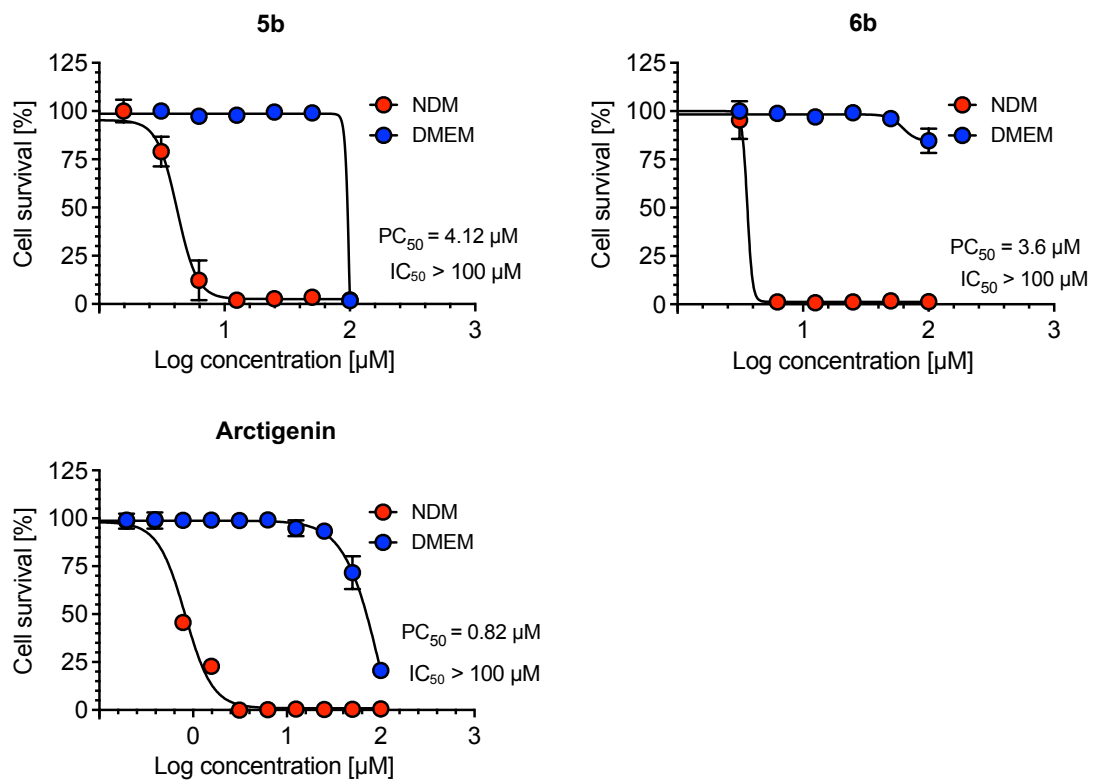 5b
125
100
75
50
25
0
Cell survival [%]
NDM
DMEM
PC₅₀ = 4.12 µM
IC₅₀ > 100 µM
1
2
3
Log concentration [µM]
6b
125
100
75
50
25
0
Cell survival [%]
NDM
DMEM
PC₅₀ = 3.6 µM
IC₅₀ > 100 µM
1
2
3
Log concentration [µM]
Arctigenin
125
100
75
50
25
0
Cell survival [%]
NDM
DMEM
PC₅₀ = 0.82 µM
IC₅₀ > 100 µM
0
1
2
3
Log concentration [µM]